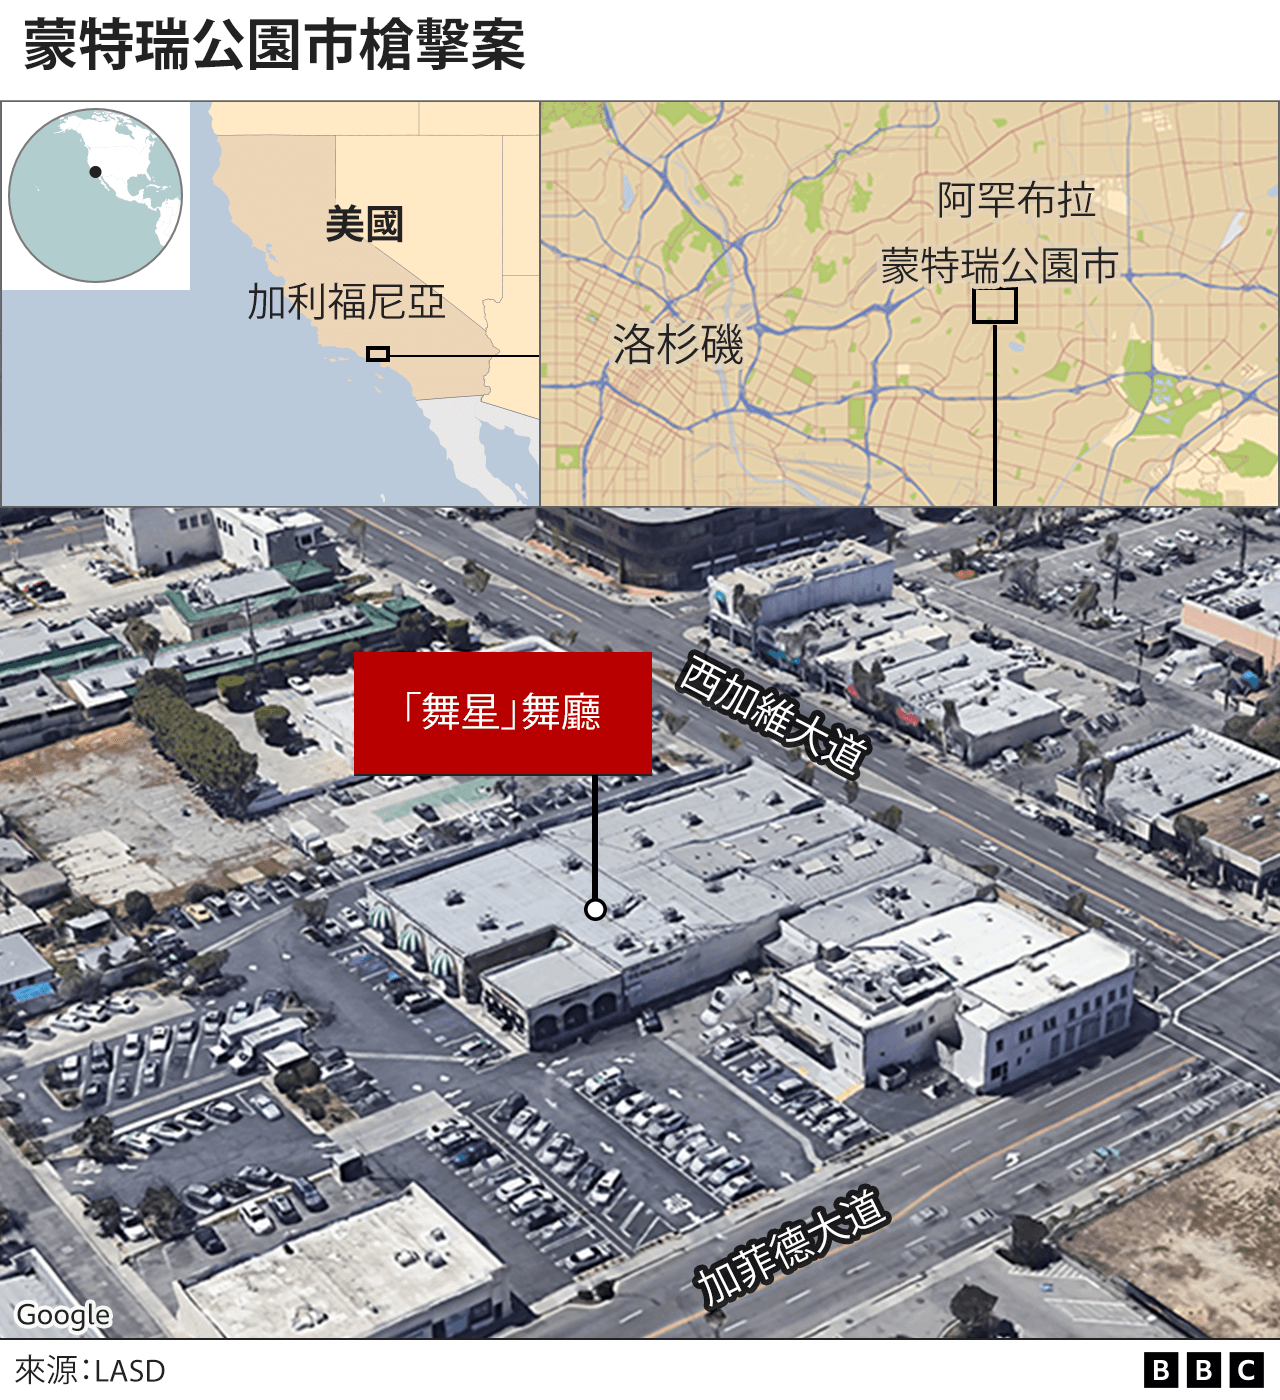 蒙特瑞公園市槍擊案
美國
加利福尼亞
阿罕布拉
蒙特瑞公園市
洛杉磯
「舞星」舞廳
西加維大道
加菲德大道
Google
來源：LASD
BBC